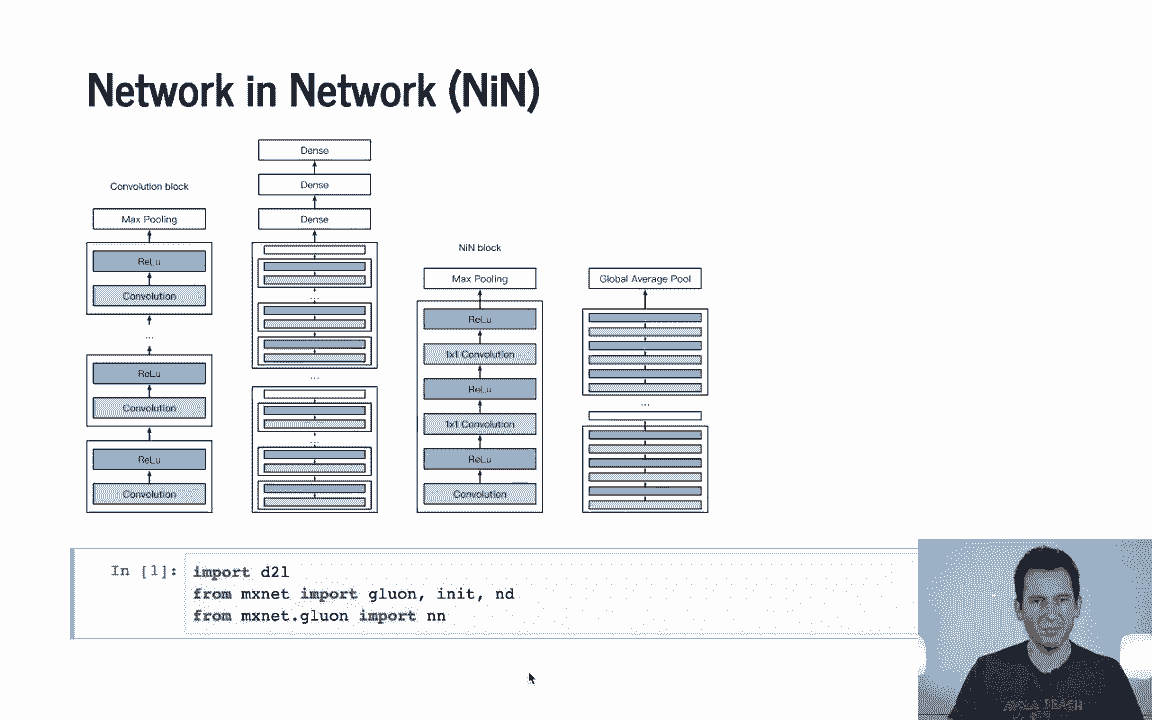 Network in Network (NiN)
Convolution block
Max Pooling
ReLu
Convolution
...
ReLu
Convolution
ReLu
Convolution
Dense
Dense
Dense
...
...
...
NiN block
Max Pooling
ReLu
1x1 Convolution
ReLu
1x1 Convolution
ReLu
Convolution
Global Average Pool
...
In [1]: import d2l
from mxnet import gluon, init, nd
from mxnet.gluon import nn